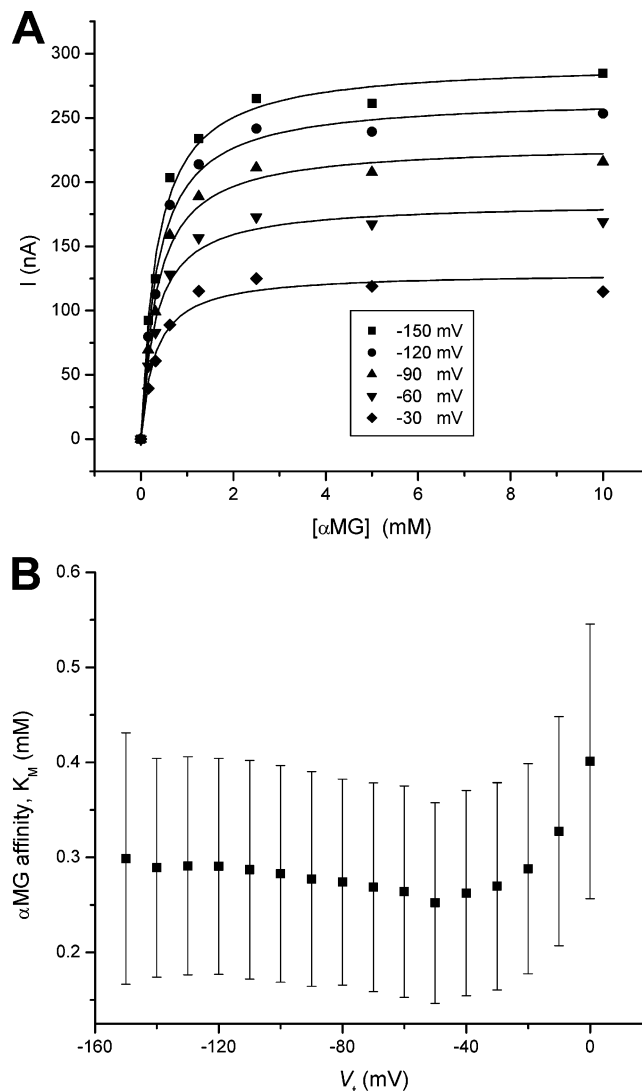 A
300
250
200
150
100
50
0
I (nA)
-150 mV
-120 mV
-90 mV
-60 mV
-30 mV
0 2 4 6 8 10
[αMG] (mM)
B
0.6
0.5
0.4
0.3
0.2
αMG affinity, K_M (mM)
-160 -120 -80 -40 0
V (mV)